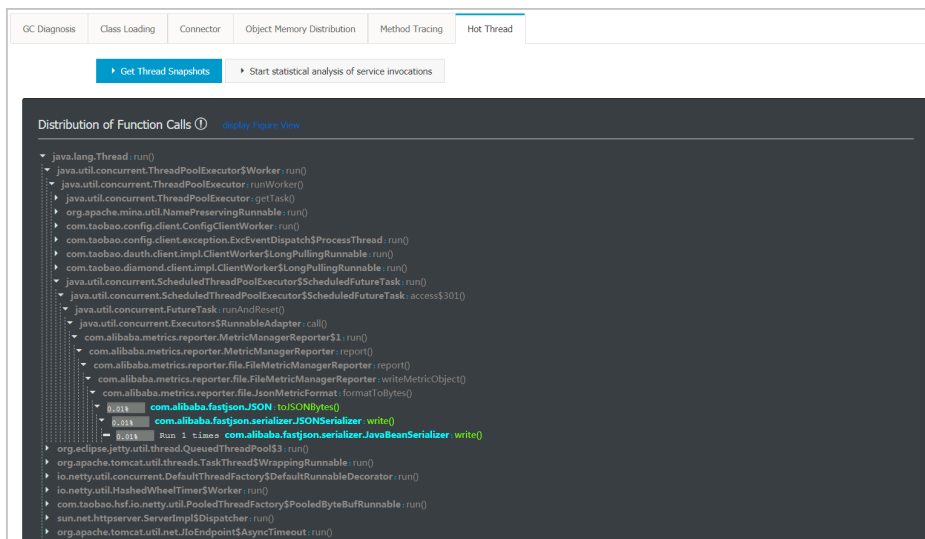 GC Diagnosis Class Loading Connector Object Memory Distribution Method Tracing Hot Thread
Get Thread Snapshots Start statistical analysis of service invocations
Distribution of Function Calls display Figure View
java.lang.Thread:run()
java.util.concurrent.ThreadPoolExecutor$Worker:run()
java.util.concurrent.ThreadPoolExecutor:runWorker()
java.util.concurrent.ThreadPoolExecutor:getTask()
org.apache.mina.util.NamePreservingRunnable:run()
com.taobao.config.client.ConfigClientWorker:run()
com.taobao.config.client.exception.ExcEventDispatch$ProcessThread:run()
com.taobao.dauth.client.impl.ClientWorker$LongPullingRunnable:run()
com.taobao.diamond.client.impl.ClientWorker$LongPullingRunnable:run()
java.util.concurrent.ScheduledThreadPoolExecutor$ScheduledFutureTask:run()
java.util.concurrent.ScheduledThreadPoolExecutor$ScheduledFutureTask:access$301()
java.util.concurrent.FutureTask:runAndReset()
java.util.concurrent.Executors$RunnableAdapter:call()
com.alibaba.metrics.reporter.MetricManagerReporter$1:run()
com.alibaba.metrics.reporter.MetricManagerReporter:report()
com.alibaba.metrics.reporter.file.FileMetricManagerReporter:report()
com.alibaba.metrics.reporter.file.FileMetricManagerReporter:writeMetricObject()
com.alibaba.metrics.reporter.file.JsonMetricFormat:formatToBytes()
0.01% com.alibaba.fastjson.JSON:toJSONBytes()
0.01% com.alibaba.fastjson.serializer.JSONSerializer:write()
0.01% Run 1 times com.alibaba.fastjson.serializer.JavaBeanSerializer:write()
org.eclipse.jetty.util.thread.QueuedThreadPool$3:run()
org.apache.tomcat.util.threads.TaskThread$WrappingRunnable:run()
io.netty.util.concurrent.DefaultThreadFactory$DefaultRunnableDecorator:run()
io.netty.util.HashedWheelTimer$Worker:run()
com.taobao.hsf.io.netty.util.PooledThreadFactory$PooledByteBufRunnable:run()
sun.net.httpserver.ServerImpl$Dispatcher:run()
org.apache.tomcat.util.net.JIoEndpoint$AsyncTimeout:run()